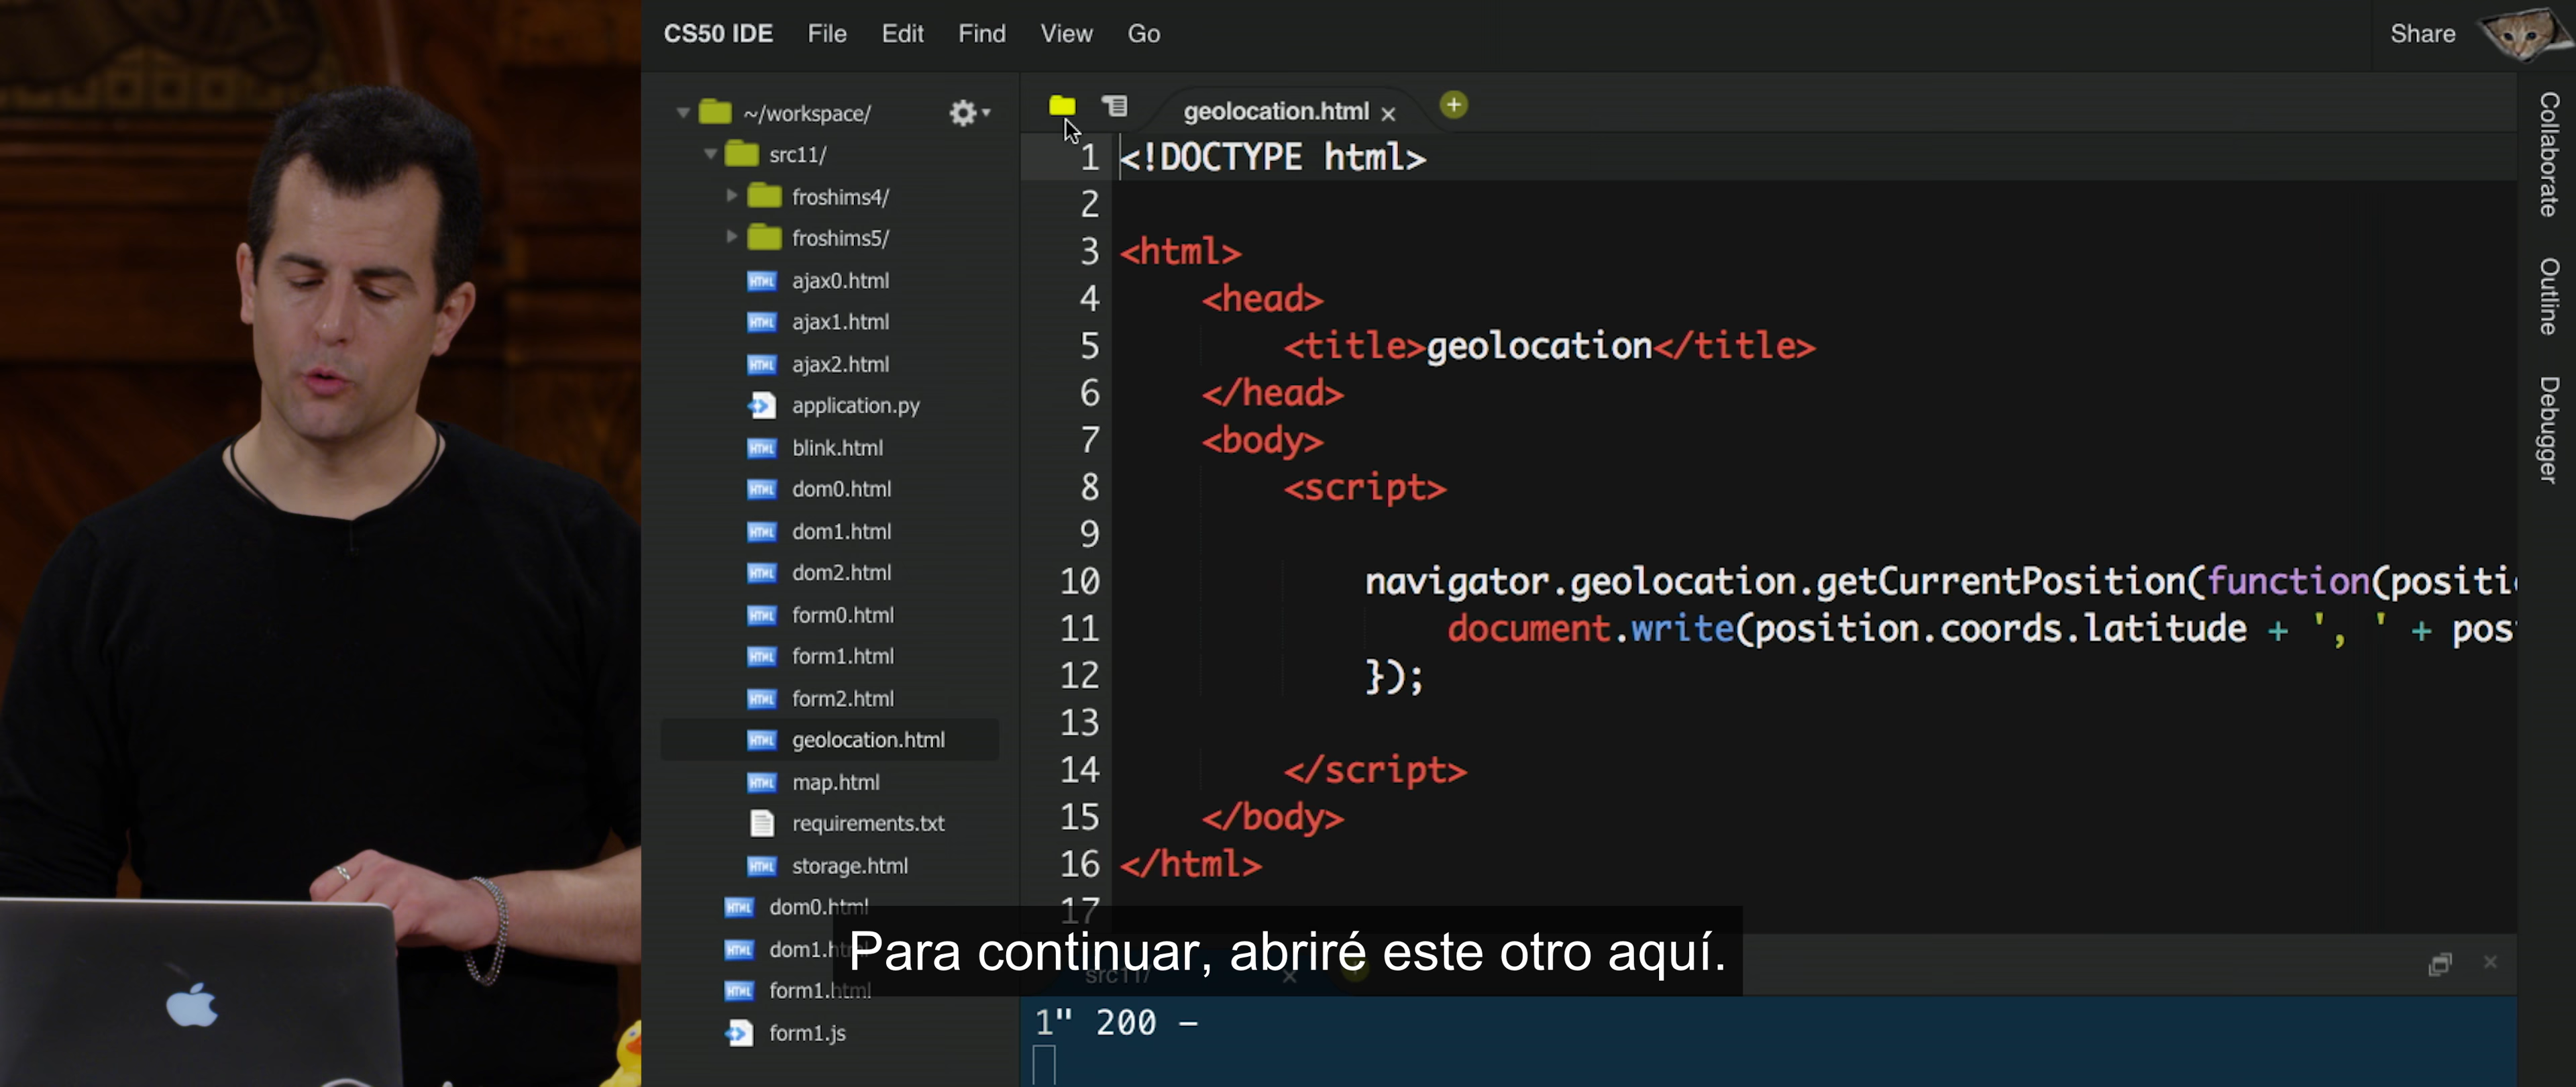 CS50 IDE File Edit Find View Go Share
~/workspace/
src11/
froshims4/
froshims5/
ajax0.html
ajax1.html
ajax2.html
application.py
blink.html
dom0.html
dom1.html
dom2.html
form0.html
form1.html
form2.html
geolocation.html
map.html
requirements.txt
storage.html
dom0.html
dom1.html
form1.html
form1.js
geolocation.html
1 <!DOCTYPE html>
2
3 <html>
4 <head>
5 <title>geolocation</title>
6 </head>
7 <body>
8 <script>
9
10 navigator.geolocation.getCurrentPosition(function(positi
11 document.write(position.coords.latitude + ', ' + pos
12 });
13
14 </script>
15 </body>
16 </html>
17
Para continuar, abriré este otro aquí.
src11/
1" 200 -
Collaborate
Outline
Debugger